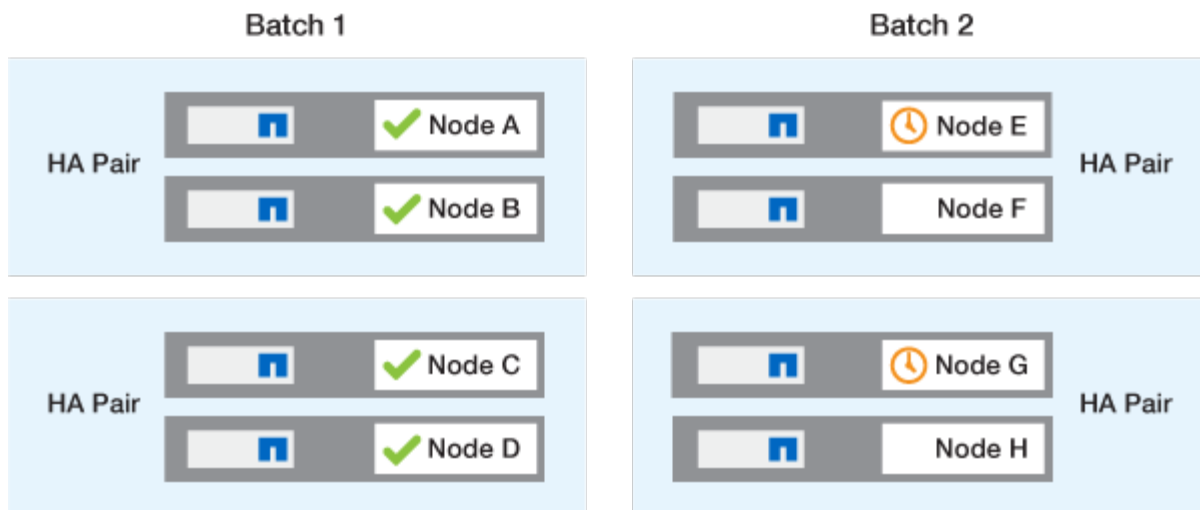 Batch 1
HA Pair
Node A
Node B
HA Pair
Node C
Node D
Batch 2
Node E
Node F
HA Pair
Node G
Node H
HA Pair